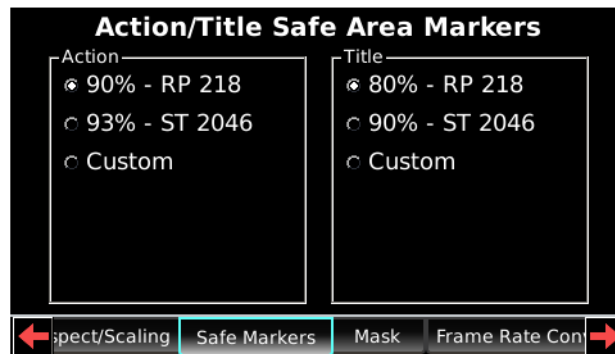 Action/Title Safe Area Markers
Action
90% - RP 218
93% - ST 2046
Custom
Title
80% - RP 218
90% - ST 2046
Custom
spect/Scaling Safe Markers Mask Frame Rate Con